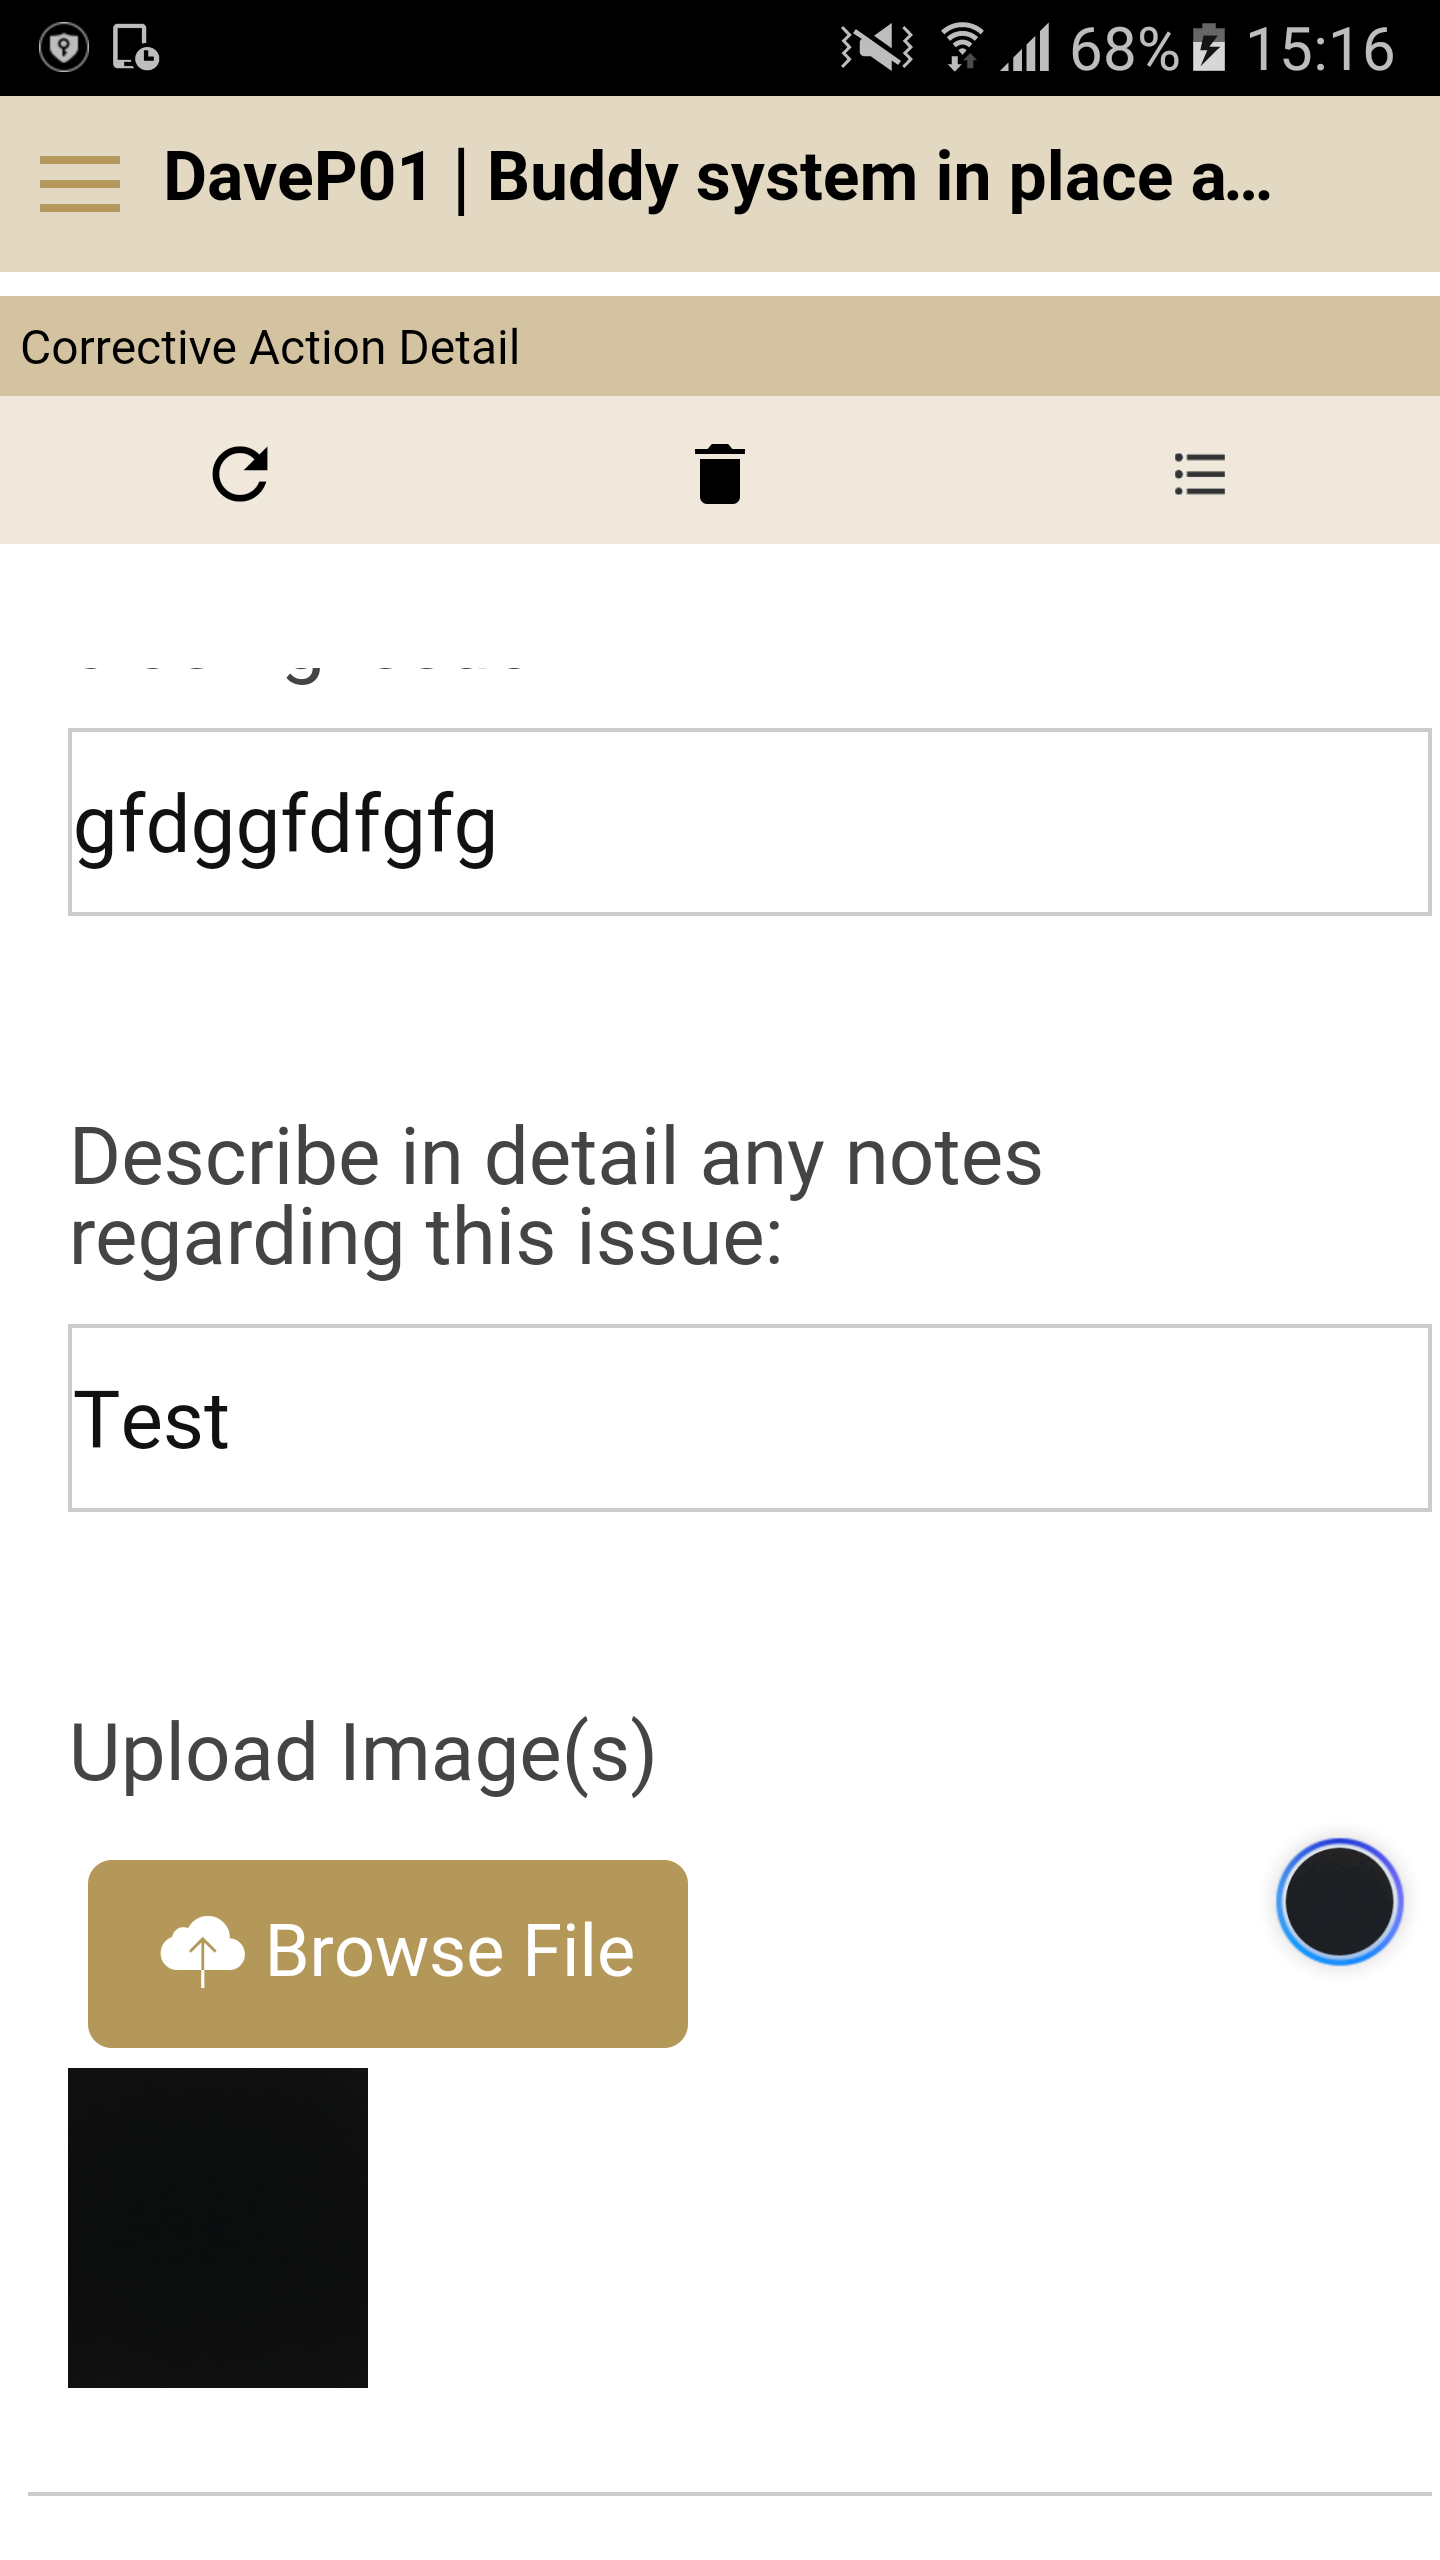 68% 15:16
DaveP01 | Buddy system in place a...
Corrective Action Detail
gfdggfdfgfg
Describe in detail any notes
regarding this issue:
Test
Upload Image(s)
Browse File